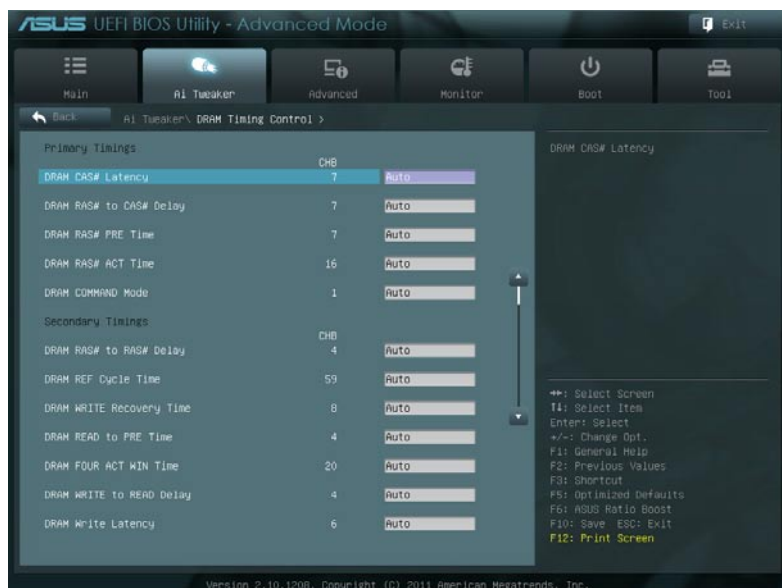 ASUS UEFI BIOS Utility - Advanced Mode
Exit
Main Ai Tweaker Advanced Monitor Boot Tool
Back Ai Tweaker\ DRAM Timing Control >
Primary Timings
CHB
DRAM CAS# Latency 7 Auto
DRAM RAS# to CAS# Delay 7 Auto
DRAM RAS# PRE Time 7 Auto
DRAM RAS# ACT Time 16 Auto
DRAM COMMAND Mode 1 Auto
Secondary Timings
CHB
DRAM RAS# to RAS# Delay 4 Auto
DRAM REF Cycle Time 59 Auto
DRAM WRITE Recovery Time 8 Auto
DRAM READ to PRE Time 4 Auto
DRAM FOUR ACT WIN Time 20 Auto
DRAM WRITE to READ Delay 4 Auto
DRAM Write Latency 6 Auto
DRAM CAS# Latency
→←: Select Screen
↑↓: Select Item
Enter: Select
+/-: Change Opt.
F1: General Help
F2: Previous Values
F3: Shortcut
F5: Optimized Defaults
F6: ASUS Ratio Boost
F10: Save ESC: Exit
F12: Print Screen
Version 2.10.1208. Copyright (C) 2011 American Megatrends, Inc.